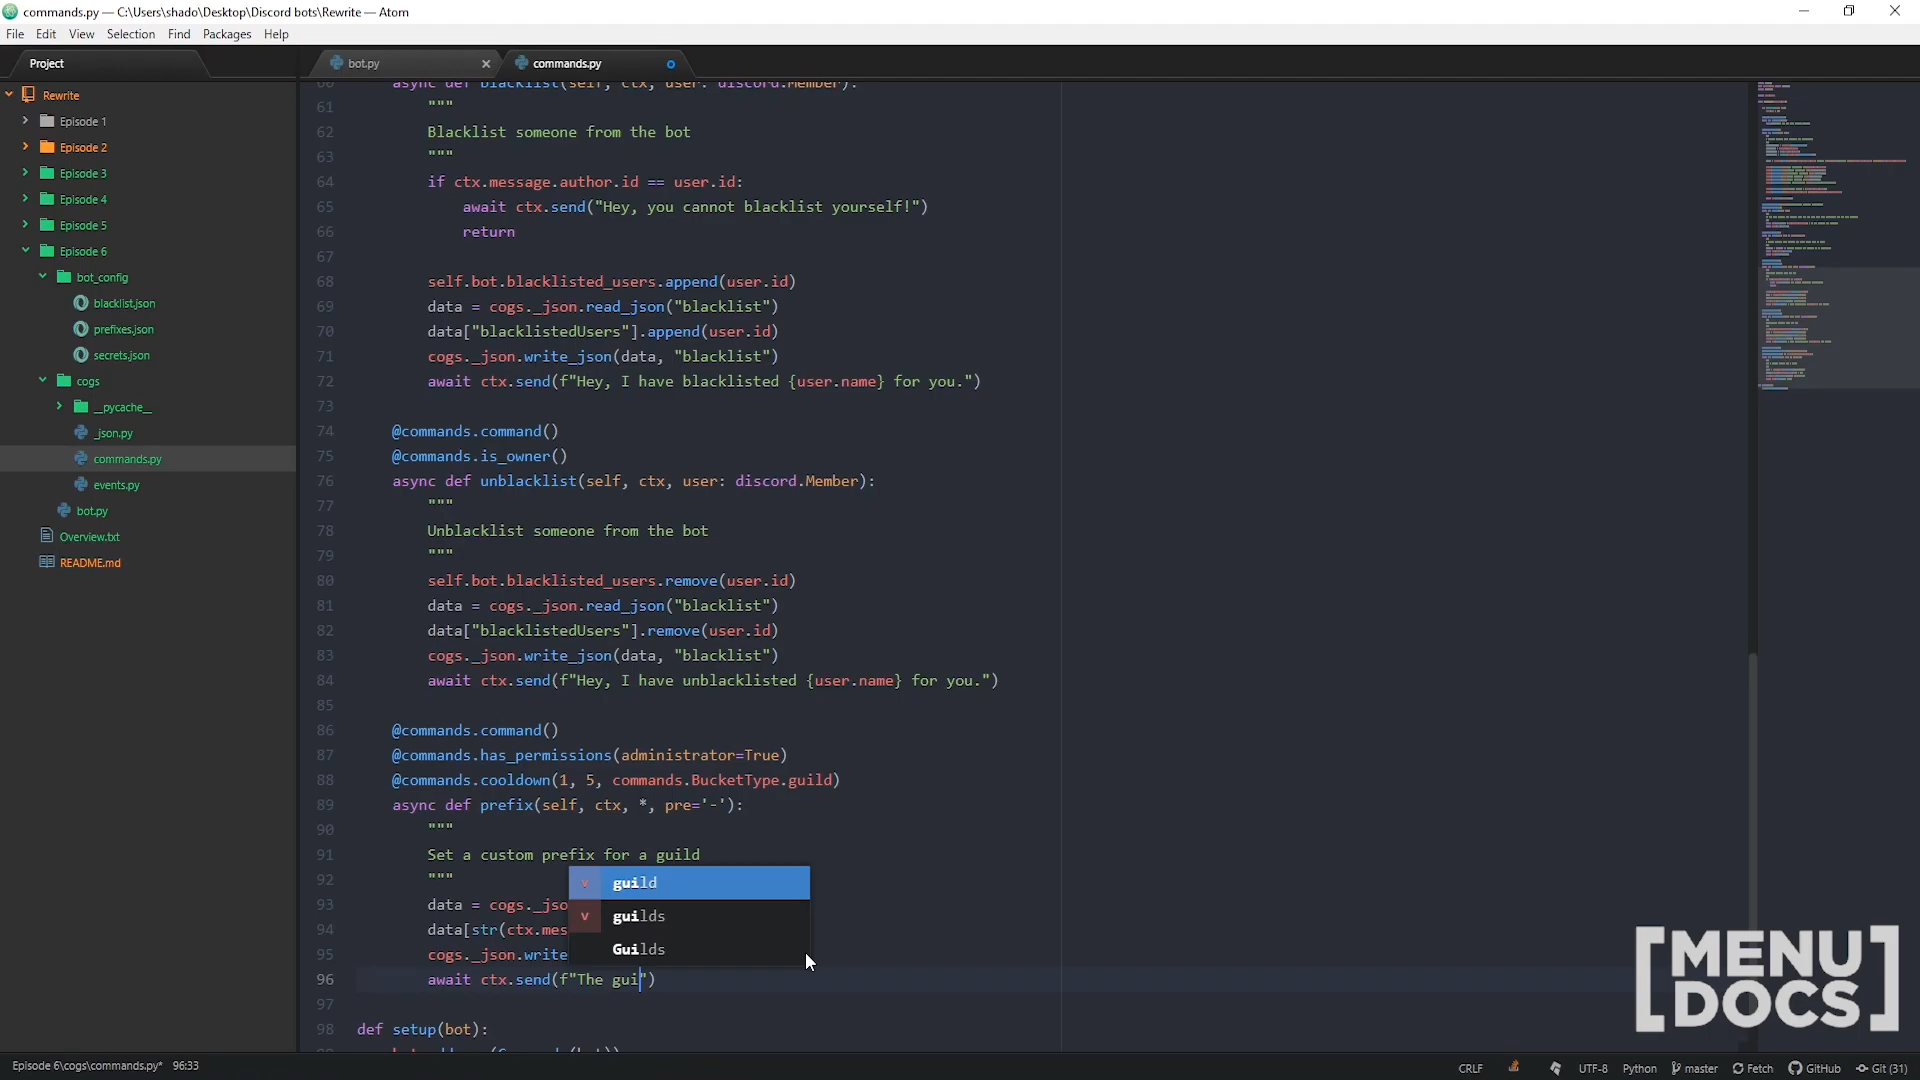 commands.py — C:\Users\shado\Desktop\Discord bots\Rewrite — Atom
File Edit View Selection Find Packages Help
Project
bot.py
commands.py
Rewrite
Episode 1
Episode 2
Episode 3
Episode 4
Episode 5
Episode 6
bot_config
blacklist.json
prefixes.json
secrets.json
cogs
__pycache__
_json.py
commands.py
events.py
bot.py
Overview.txt
README.md
60 async def blacklist(self, ctx, user: discord.Member):
61 """
62 Blacklist someone from the bot
63 """
64 if ctx.message.author.id == user.id:
65 await ctx.send("Hey, you cannot blacklist yourself!")
66 return
67
68 self.bot.blacklisted_users.append(user.id)
69 data = cogs._json.read_json("blacklist")
70 data["blacklistedUsers"].append(user.id)
71 cogs._json.write_json(data, "blacklist")
72 await ctx.send(f"Hey, I have blacklisted {user.name} for you.")
73
74 @commands.command()
75 @commands.is_owner()
76 async def unblacklist(self, ctx, user: discord.Member):
77 """
78 Unblacklist someone from the bot
79 """
80 self.bot.blacklisted_users.remove(user.id)
81 data = cogs._json.read_json("blacklist")
82 data["blacklistedUsers"].remove(user.id)
83 cogs._json.write_json(data, "blacklist")
84 await ctx.send(f"Hey, I have unblacklisted {user.name} for you.")
85
86 @commands.command()
87 @commands.has_permissions(administrator=True)
88 @commands.cooldown(1, 5, commands.BucketType.guild)
89 async def prefix(self, ctx, *, pre='-'):
90 """
91 Set a custom prefix for a guild
92 """
93 data = cogs._jso
94 data[str(ctx.mes
95 cogs._json.write
96 await ctx.send(f"The gui")
97
98 def setup(bot):
v guild
v guilds
Guilds
[MENU
DOCS]
Episode 6\cogs\commands.py* 96:33
CRLF UTF-8 Python master Fetch GitHub Git (31)